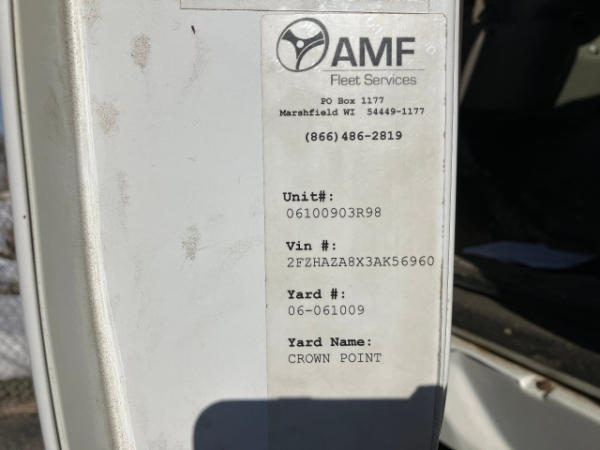 AMF
Fleet Services
PO Box 1177
Marshfield WI 54449-1177
(866)486-2819
Unit#:
06100903R98
Vin #:
2FZHAZA8X3AK56960
Yard #:
06-061009
Yard Name:
CROWN POINT